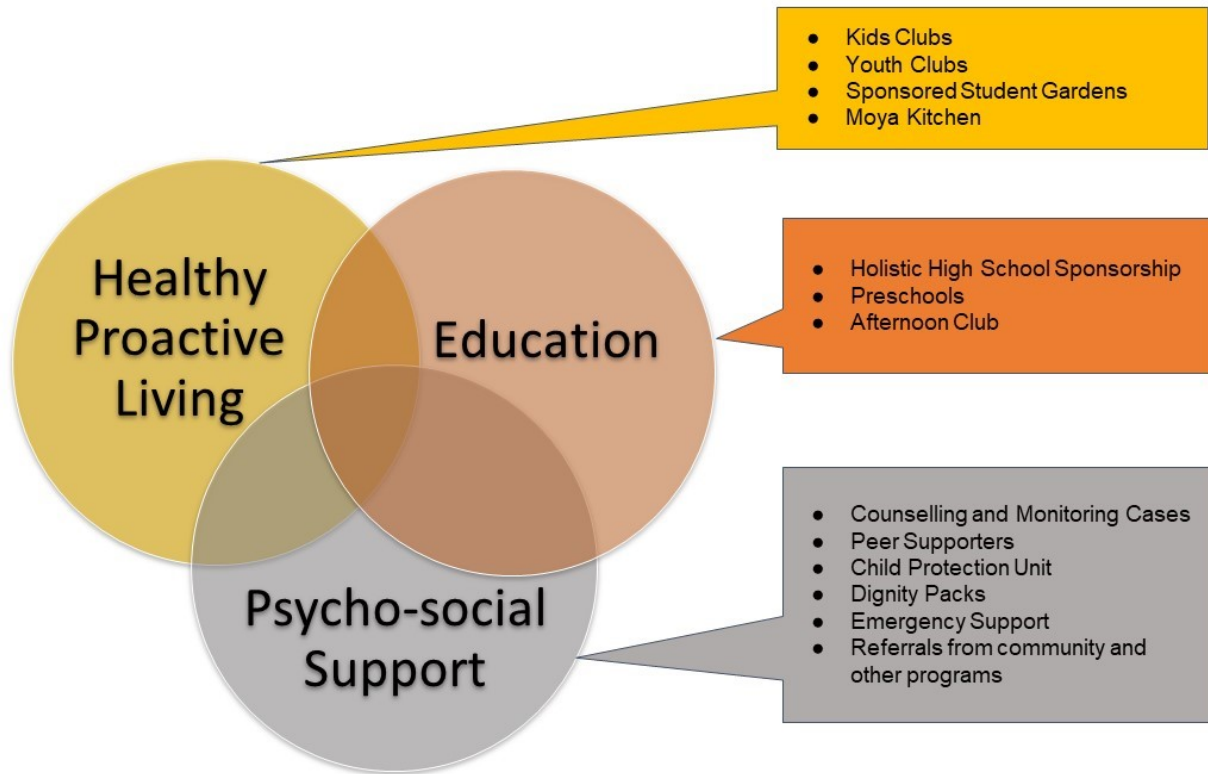 Healthy
Proactive
Living
Education
Psycho-social
Support
● Kids Clubs
● Youth Clubs
● Sponsored Student Gardens
● Moya Kitchen
● Holistic High School Sponsorship
● Preschools
● Afternoon Club
● Counselling and Monitoring Cases
● Peer Supporters
● Child Protection Unit
● Dignity Packs
● Emergency Support
● Referrals from community and
other programs